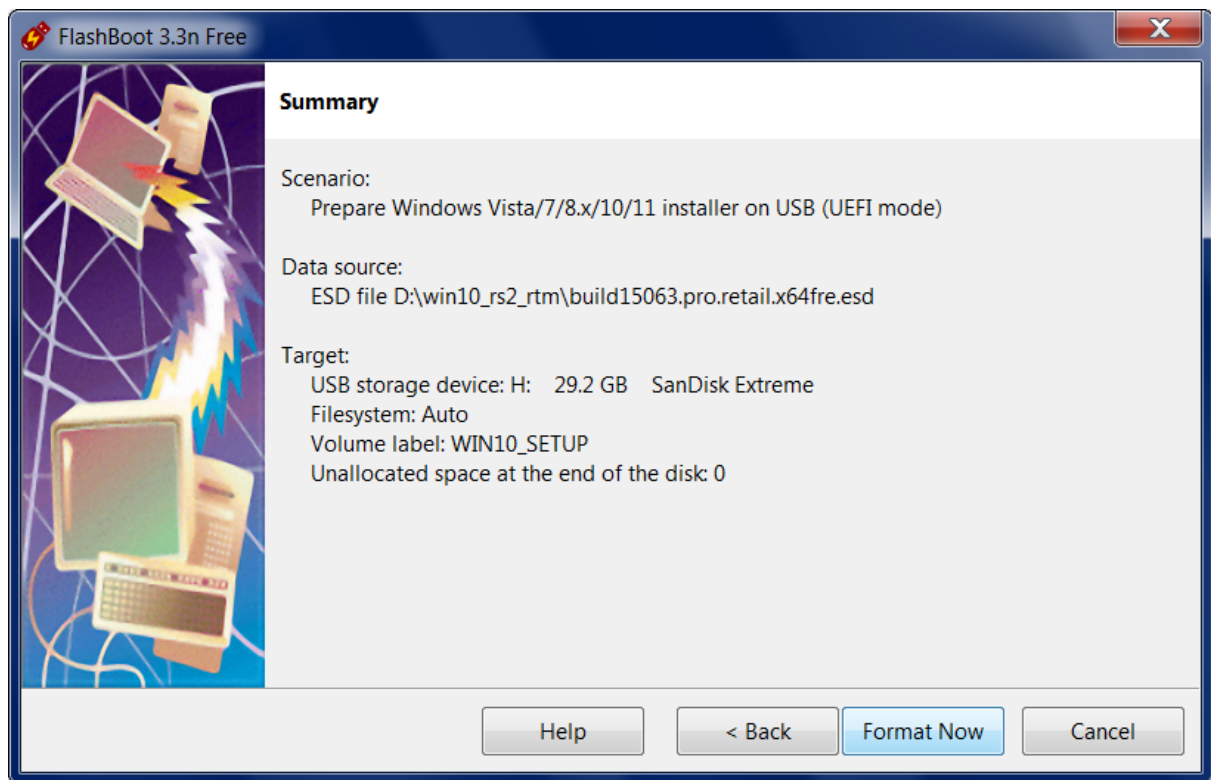 FlashBoot 3.3n Free
X
Summary
Scenario:
Prepare Windows Vista/7/8.x/10/11 installer on USB (UEFI mode)
Data source:
ESD file D:\win10_rs2_rtm\build15063.pro.retail.x64fre.esd
Target:
USB storage device: H: 29.2 GB SanDisk Extreme
Filesystem: Auto
Volume label: WIN10_SETUP
Unallocated space at the end of the disk: 0
Help
< Back
Format Now
Cancel